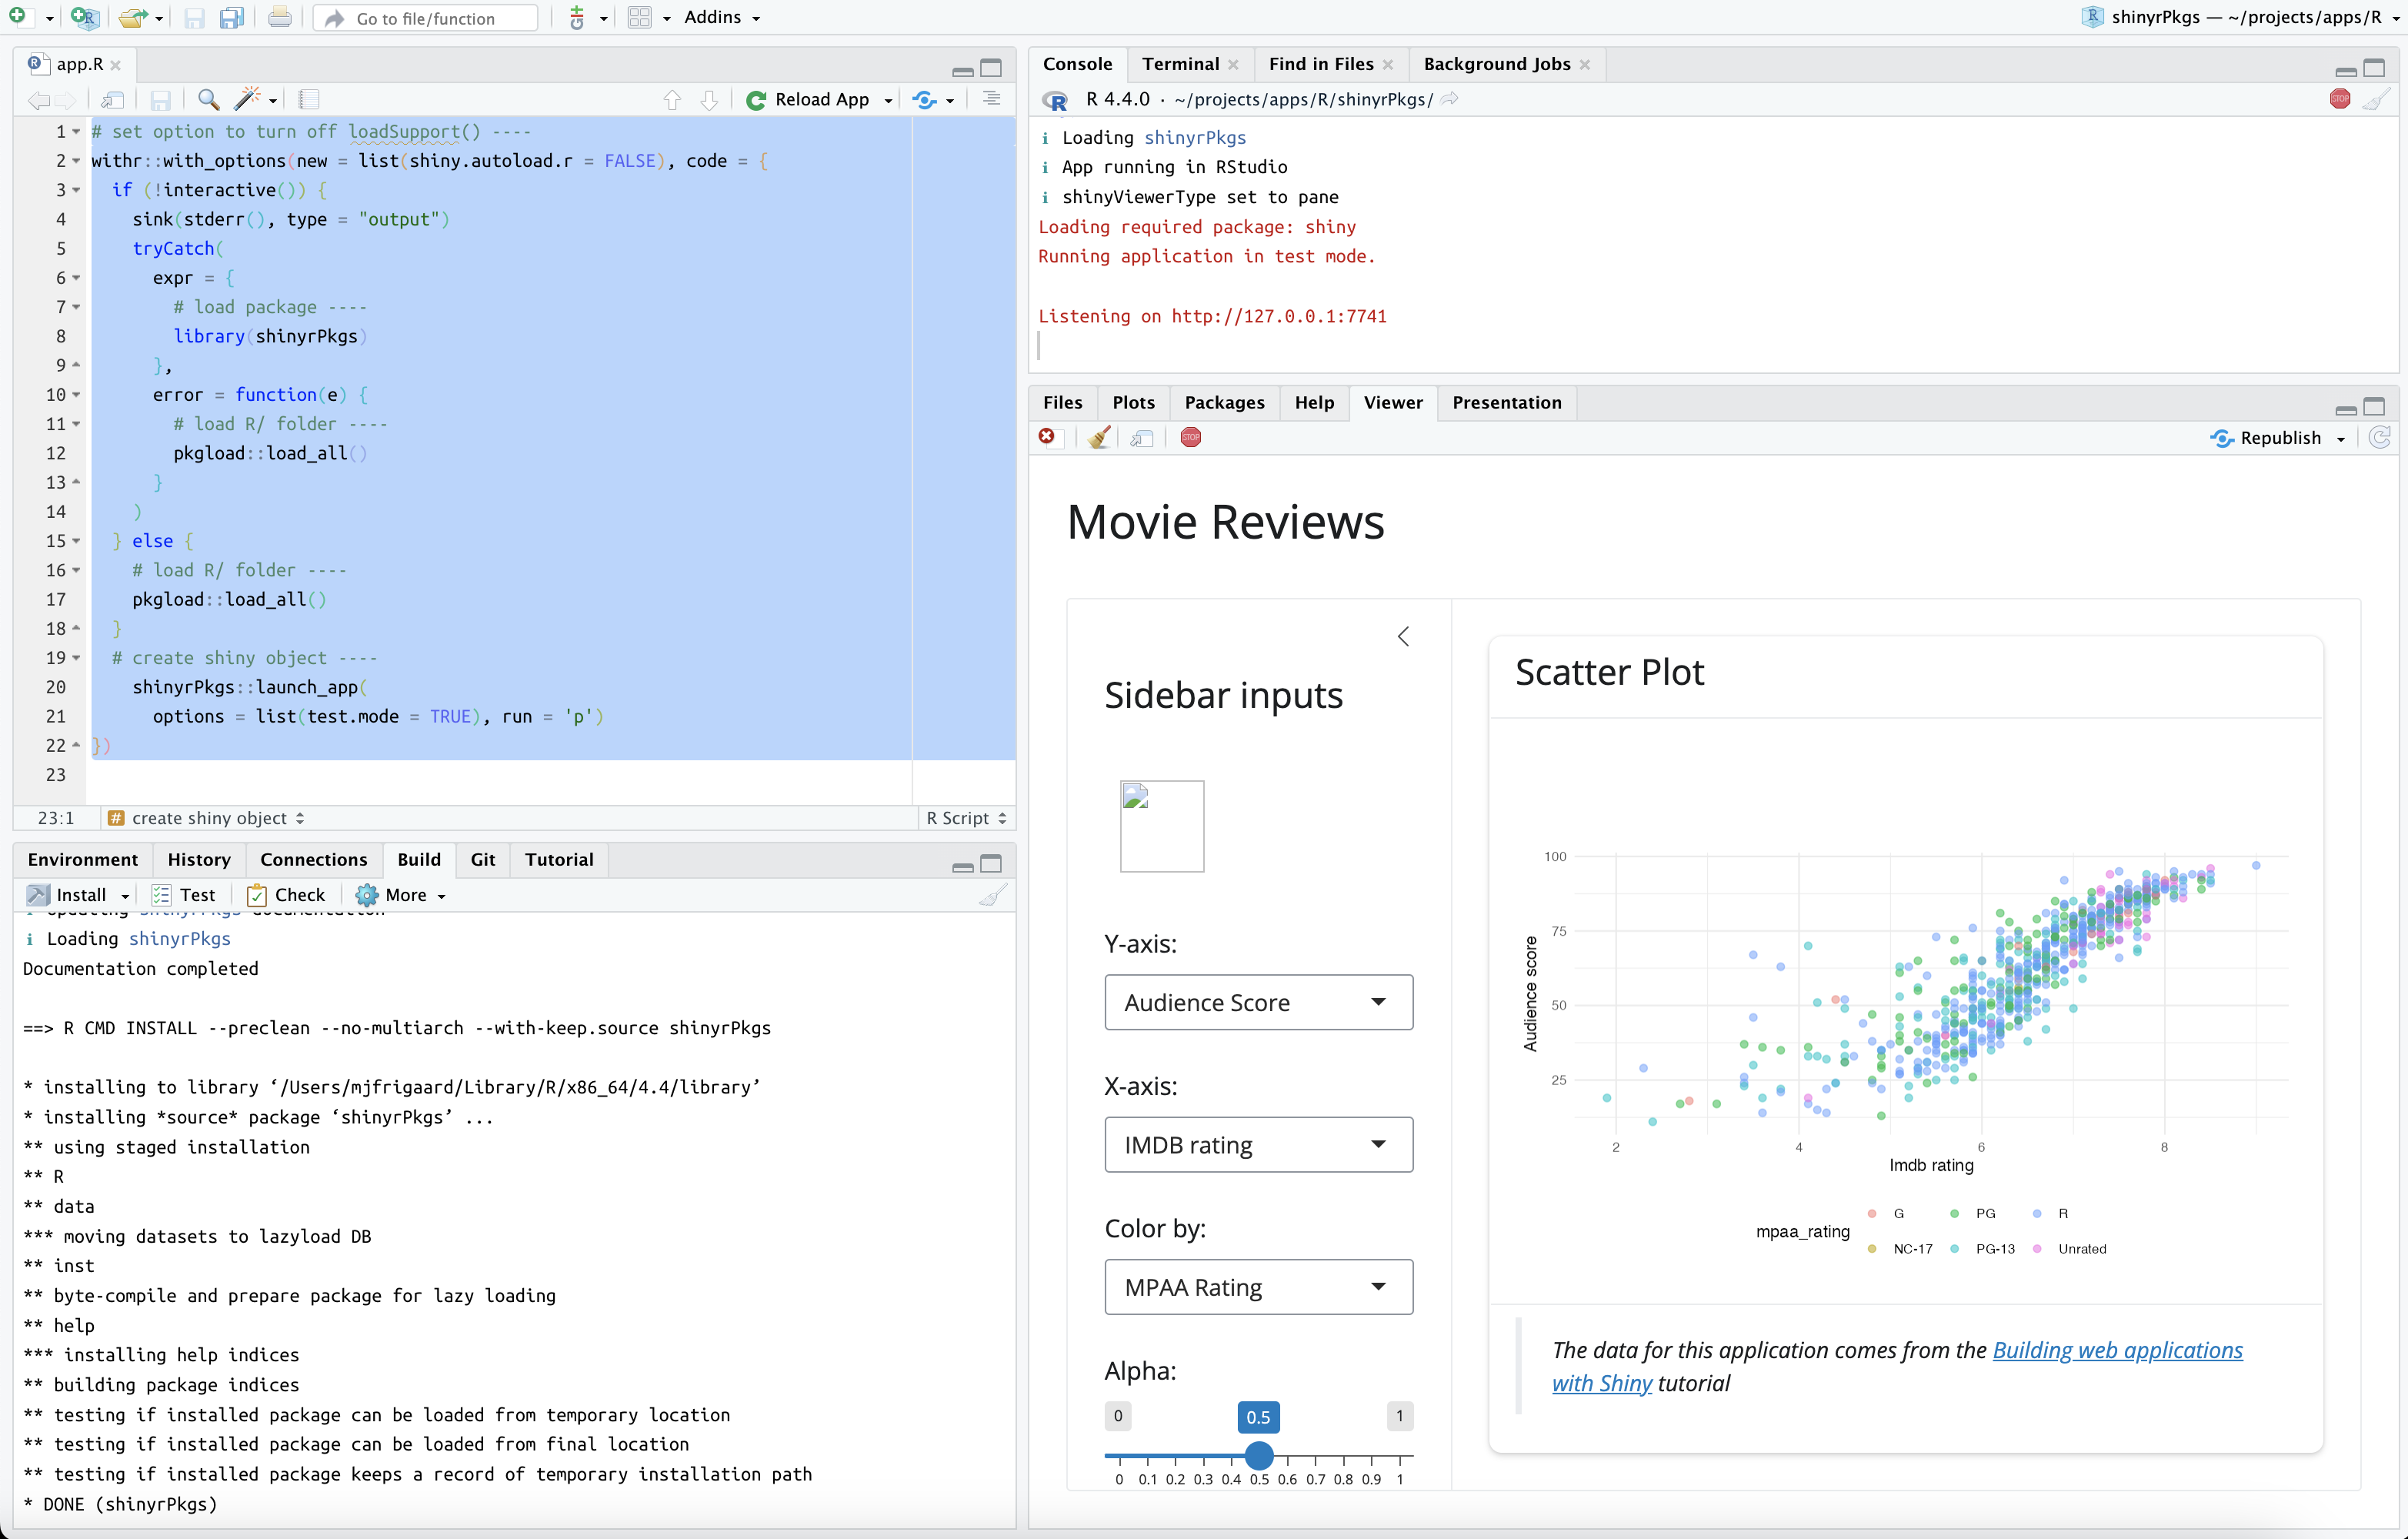 Go to file/function
Addins
shinyrPkgs — ~/projects/apps/R
app.R
Reload App
1 # set option to turn off loadSupport() ----
2 withr::with_options(new = list(shiny.autoload.r = FALSE), code = {
3 if (!interactive()) {
4 sink(stderr(), type = "output")
5 tryCatch(
6 expr = {
7 # load package ----
8 library(shinyrPkgs)
9 },
10 error = function(e) {
11 # load R/ folder ----
12 pkgload::load_all()
13 }
14 )
15 } else {
16 # load R/ folder ----
17 pkgload::load_all()
18 }
19 # create shiny object ----
20 shinyrPkgs::launch_app(
21 options = list(test.mode = TRUE), run = 'p')
22 })
23
23:1 # create shiny object R Script
Environment History Connections Build Git Tutorial
Install Test Check More
i Updating shinyrPkgs documentation
i Loading shinyrPkgs
Documentation completed
==> R CMD INSTALL --preclean --no-multiarch --with-keep.source shinyrPkgs
* installing to library ‘/Users/mjfrigaard/Library/R/x86_64/4.4/library’
* installing *source* package ‘shinyrPkgs’ ...
** using staged installation
** R
** data
*** moving datasets to lazyload DB
** inst
** byte-compile and prepare package for lazy loading
** help
*** installing help indices
** building package indices
** testing if installed package can be loaded from temporary location
** testing if installed package can be loaded from final location
** testing if installed package keeps a record of temporary installation path
* DONE (shinyrPkgs)
Console Terminal Find in Files Background Jobs
R R 4.4.0 · ~/projects/apps/R/shinyrPkgs/
STOP
i Loading shinyrPkgs
i App running in RStudio
i shinyViewerType set to pane
Loading required package: shiny
Running application in test mode.
Listening on http://127.0.0.1:7741
Files Plots Packages Help Viewer Presentation
STOP
Republish
Movie Reviews
Sidebar inputs
Y-axis:
Audience Score
X-axis:
IMDB rating
Color by:
MPAA Rating
Alpha:
0 0.5 1
0 0.1 0.2 0.3 0.4 0.5 0.6 0.7 0.8 0.9 1
Scatter Plot
100
75
50
25
Audience score
2 4 6 8
Imdb rating
mpaa_rating
G PG R
NC-17 PG-13 Unrated
The data for this application comes from the Building web applications
with Shiny tutorial